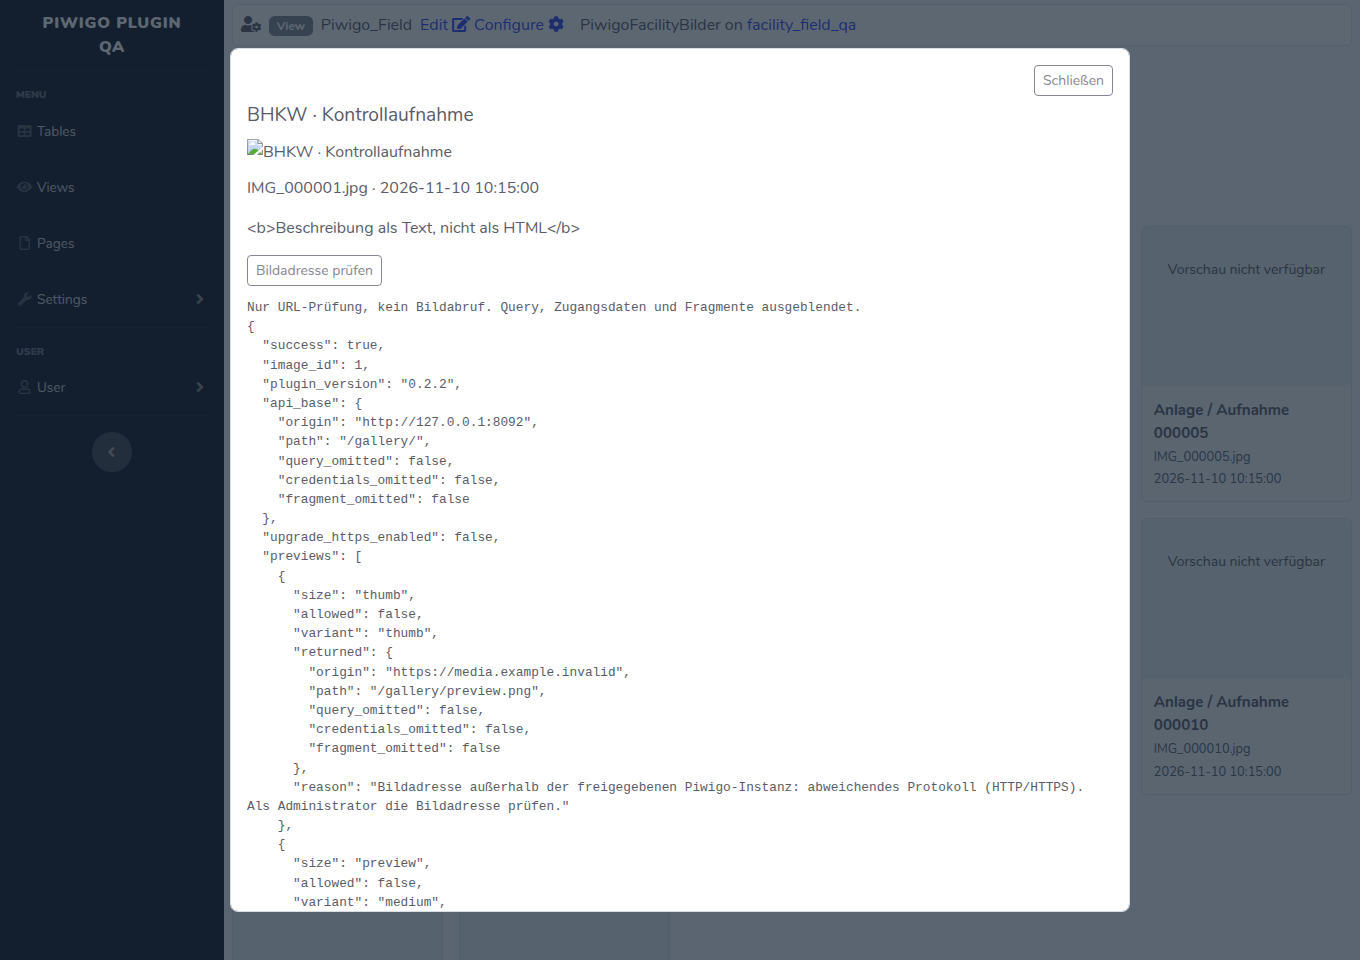 PIWIGO PLUGIN
QA
MENU
Tables
Views
Pages
Settings
USER
User
View Piwigo_Field Edit Configure PiwigoFacilityBilder on facility_field_qa
Schließen
BHKW · Kontrollaufnahme
BHKW · Kontrollaufnahme
IMG_000001.jpg · 2026-11-10 10:15:00
<b>Beschreibung als Text, nicht als HTML</b>
Bildadresse prüfen
Nur URL-Prüfung, kein Bildabruf. Query, Zugangsdaten und Fragmente ausgeblendet.
{
  "success": true,
  "image_id": 1,
  "plugin_version": "0.2.2",
  "api_base": {
    "origin": "http://127.0.0.1:8092",
    "path": "/gallery/",
    "query_omitted": false,
    "credentials_omitted": false,
    "fragment_omitted": false
  },
  "upgrade_https_enabled": false,
  "previews": [
    {
      "size": "thumb",
      "allowed": false,
      "variant": "thumb",
      "returned": {
        "origin": "https://media.example.invalid",
        "path": "/gallery/preview.png",
        "query_omitted": false,
        "credentials_omitted": false,
        "fragment_omitted": false
      },
      "reason": "Bildadresse außerhalb der freigegebenen Piwigo-Instanz: abweichendes Protokoll (HTTP/HTTPS).
Als Administrator die Bildadresse prüfen."
    },
    {
      "size": "preview",
      "allowed": false,
      "variant": "medium",
Vorschau nicht verfügbar
Anlage / Aufnahme
000005
IMG_000005.jpg
2026-11-10 10:15:00
Vorschau nicht verfügbar
Anlage / Aufnahme
000010
IMG_000010.jpg
2026-11-10 10:15:00